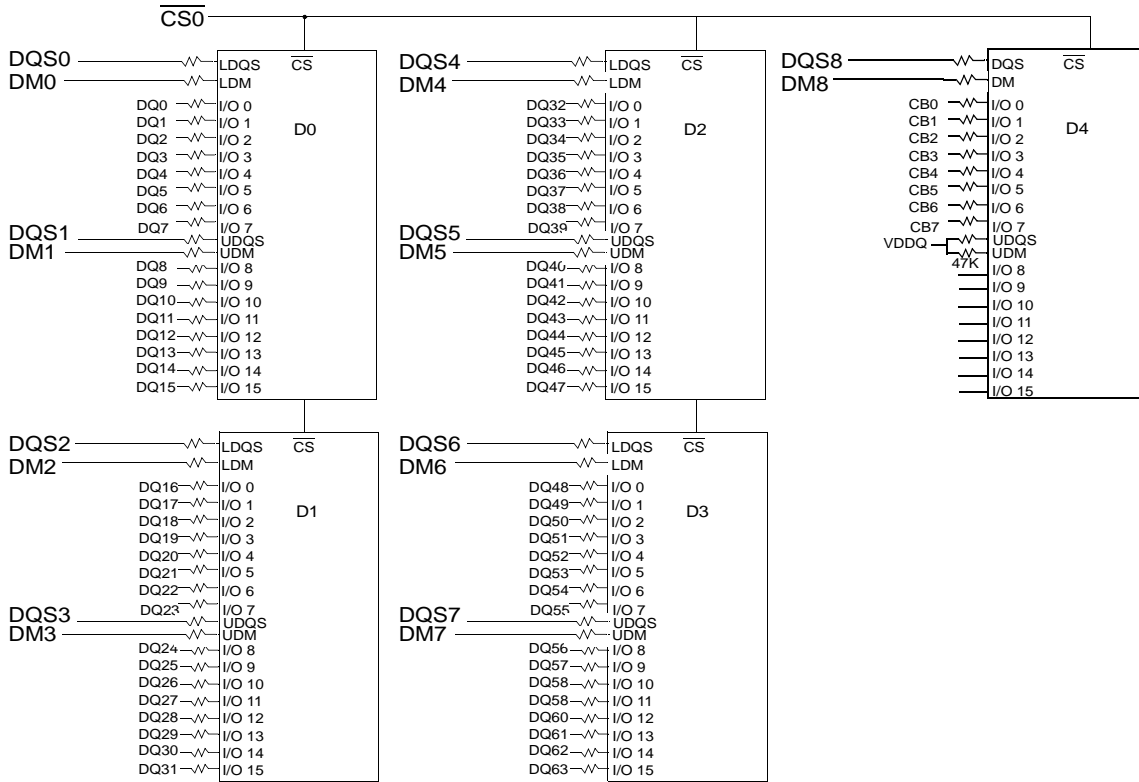 CS0
DQS0
DM0
LDQS
CS
LDM
D0
DQ0 I/O 0
DQ1 I/O 1
DQ2 I/O 2
DQ3 I/O 3
DQ4 I/O 4
DQ5 I/O 5
DQ6 I/O 6
DQ7 I/O 7
DQS1 UDQS
DM1 UDM
DQ8 I/O 8
DQ9 I/O 9
DQ10 I/O 10
DQ11 I/O 11
DQ12 I/O 12
DQ13 I/O 13
DQ14 I/O 14
DQ15 I/O 15
DQS2
DM2
LDQS
CS
LDM
D1
DQ16 I/O 0
DQ17 I/O 1
DQ18 I/O 2
DQ19 I/O 3
DQ20 I/O 4
DQ21 I/O 5
DQ22 I/O 6
DQ23 I/O 7
DQS3 UDQS
DM3 UDM
DQ24 I/O 8
DQ25 I/O 9
DQ26 I/O 10
DQ27 I/O 11
DQ28 I/O 12
DQ29 I/O 13
DQ30 I/O 14
DQ31 I/O 15
DQS4
DM4
LDQS
CS
LDM
D2
DQ32 I/O 0
DQ33 I/O 1
DQ34 I/O 2
DQ35 I/O 3
DQ36 I/O 4
DQ37 I/O 5
DQ38 I/O 6
DQ39 I/O 7
DQS5 UDQS
DM5 UDM
DQ40 I/O 8
DQ41 I/O 9
DQ42 I/O 10
DQ43 I/O 11
DQ44 I/O 12
DQ45 I/O 13
DQ46 I/O 14
DQ47 I/O 15
DQS6
DM6
LDQS
CS
LDM
D3
DQ48 I/O 0
DQ49 I/O 1
DQ50 I/O 2
DQ51 I/O 3
DQ52 I/O 4
DQ53 I/O 5
DQ54 I/O 6
DQ55 I/O 7
DQS7 UDQS
DM7 UDM
DQ56 I/O 8
DQ57 I/O 9
DQ58 I/O 10
DQ58 I/O 11
DQ60 I/O 12
DQ61 I/O 13
DQ62 I/O 14
DQ63 I/O 15
DQS8
DM8
DQS
CS
DM
D4
CB0 I/O 0
CB1 I/O 1
CB2 I/O 2
CB3 I/O 3
CB4 I/O 4
CB5 I/O 5
CB6 I/O 6
CB7 I/O 7
VDDQ UDQS
UDM
47K
I/O 8
I/O 9
I/O 10
I/O 11
I/O 12
I/O 13
I/O 14
I/O 15